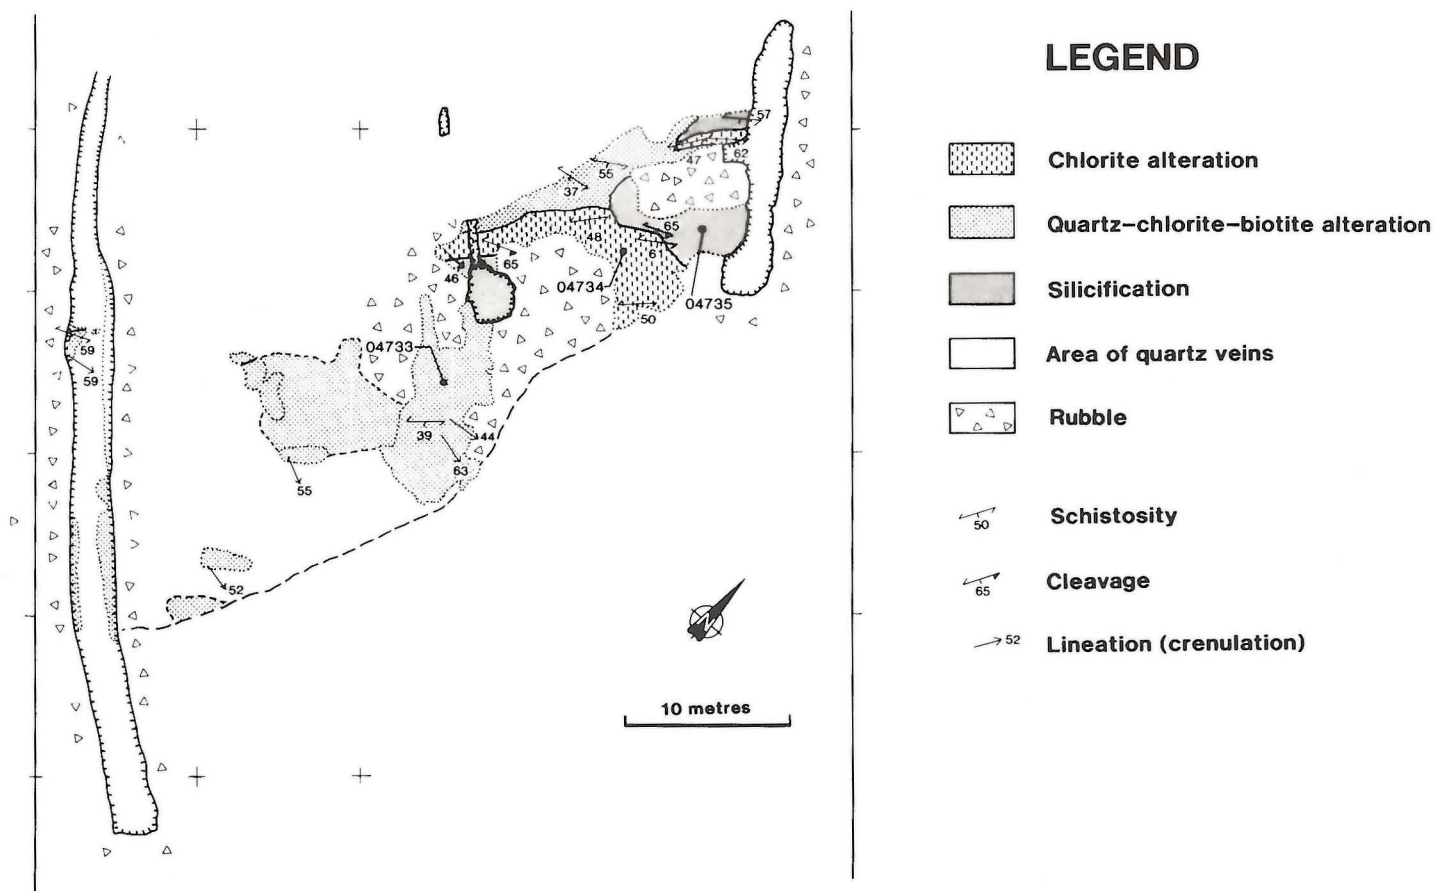 LEGEND
Chlorite alteration
Quartz–chlorite–biotite alteration
Silicification
Area of quartz veins
Rubble
50
Schistosity
65
Cleavage
52
Lineation (crenulation)
57
47
62
55
37
65
48
6
65
46
04734
04735
50
04733
59
59
39
44
63
55
52
N
10 metres